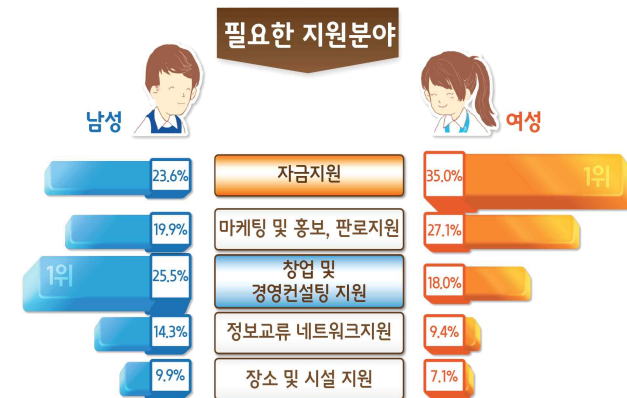 필요한 지원분야
남성
여성
23.6%
자금지원
35.0%
1위
19.9%
마케팅 및 홍보, 판로지원
27.1%
1위
25.5%
창업 및
경영컨설팅 지원
18.0%
14.3%
정보교류 네트워크지원
9.4%
9.9%
장소 및 시설 지원
7.1%